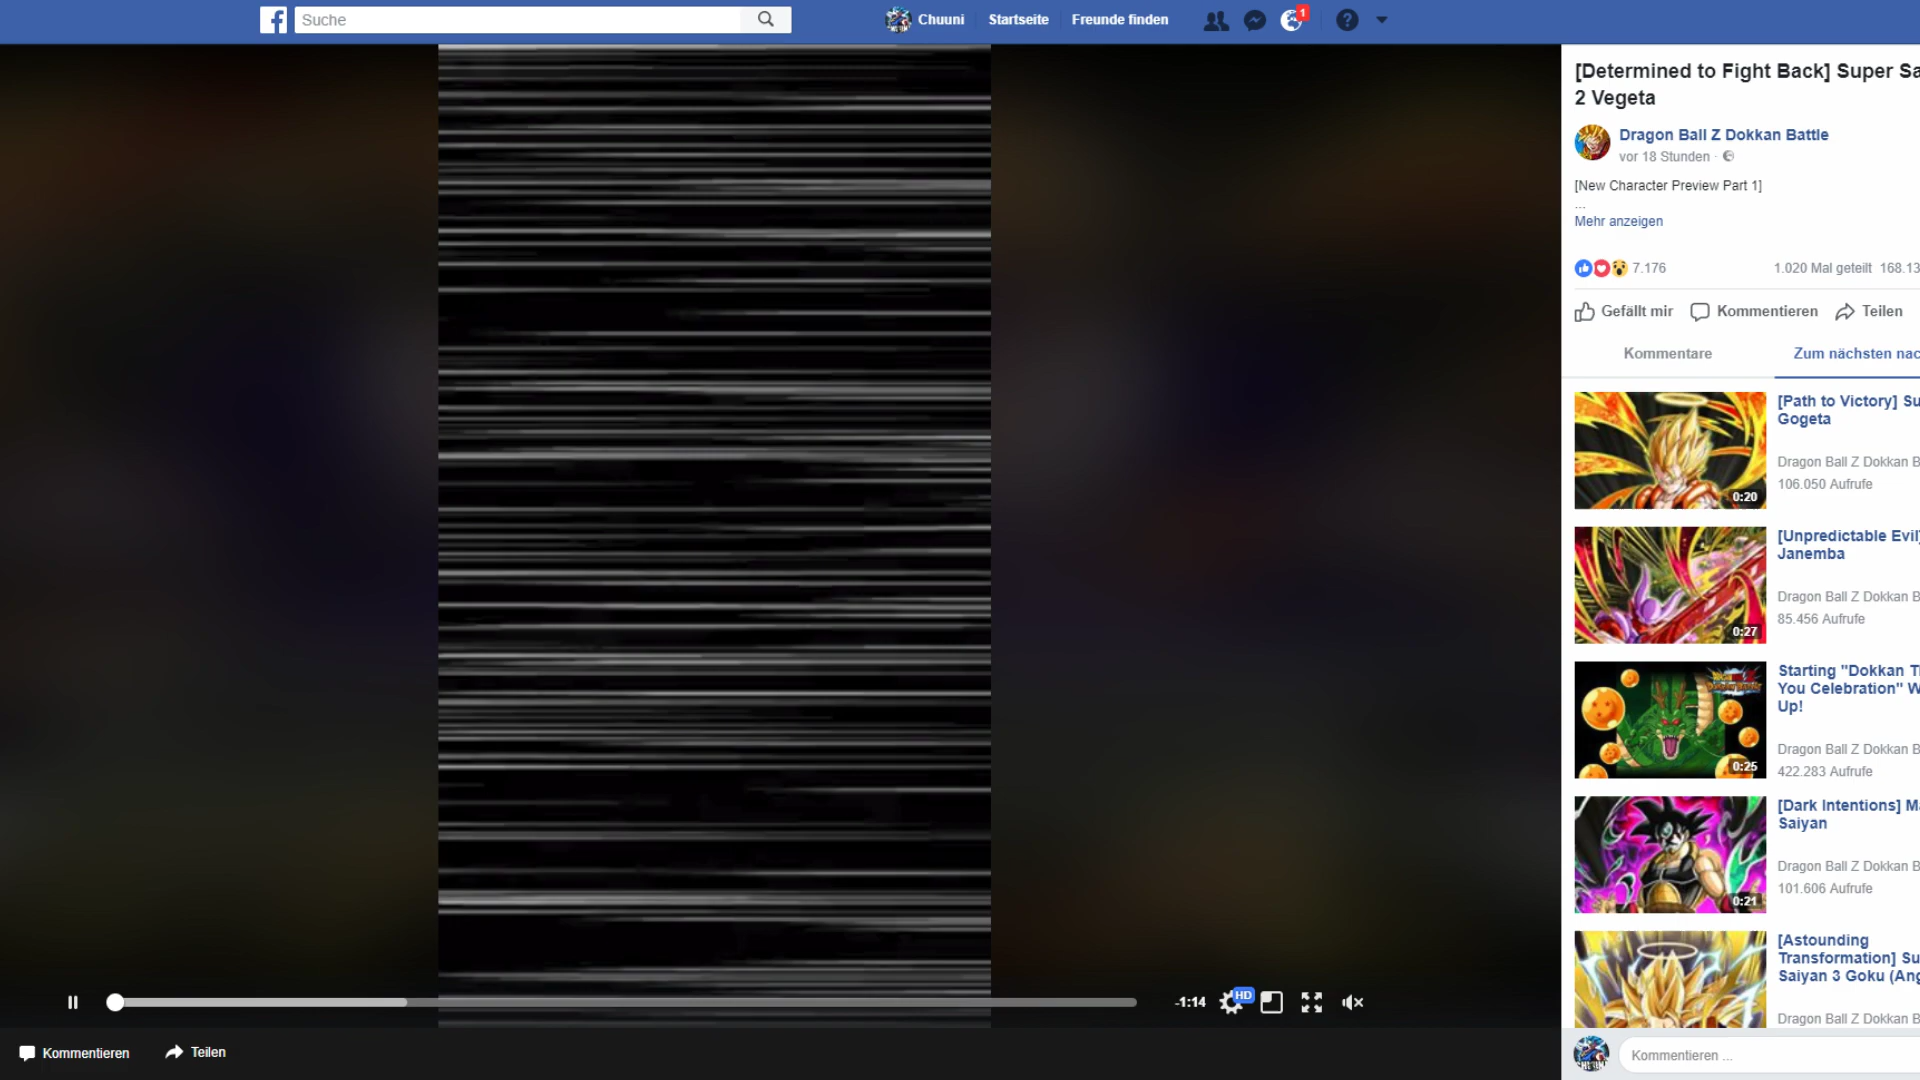 Suche
Chuuni
Startseite
Freunde finden
1
[Determined to Fight Back] Super Sa
2 Vegeta
Dragon Ball Z Dokkan Battle
vor 18 Stunden ·
[New Character Preview Part 1]
...
Mehr anzeigen
7.176
1.020 Mal geteilt 168.13
Gefällt mir
Kommentieren
Teilen
Kommentare
Zum nächsten nac
[Path to Victory] Su
Gogeta
Dragon Ball Z Dokkan B
106.050 Aufrufe
0:20
[Unpredictable Evil]
Janemba
Dragon Ball Z Dokkan B
85.456 Aufrufe
0:27
Starting "Dokkan T
You Celebration" W
Up!
Dragon Ball Z Dokkan B
422.283 Aufrufe
0:25
[Dark Intentions] Ma
Saiyan
Dragon Ball Z Dokkan B
101.606 Aufrufe
0:21
[Astounding
Transformation] Su
Saiyan 3 Goku (Ang
Dragon Ball Z Dokkan B
-1:14
HD
Kommentieren
Teilen
Kommentieren ...